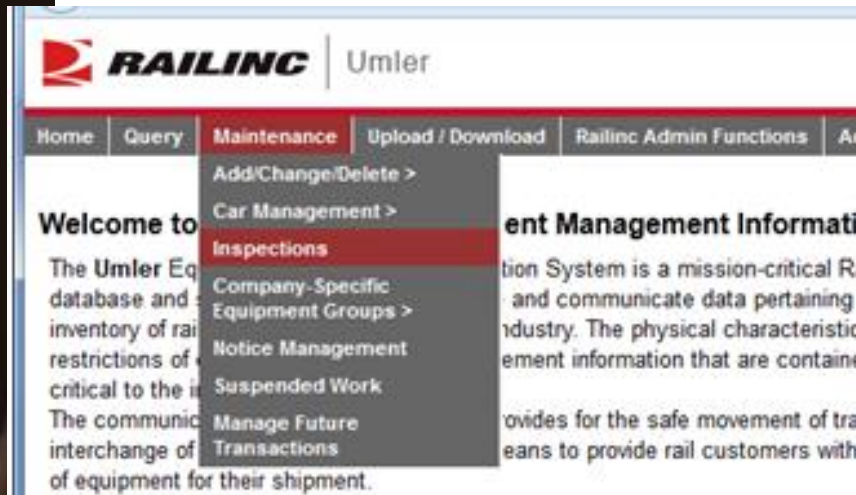 RAILINC Umler
Home Query Maintenance Upload / Download Railinc Admin Functions
Add/Change/Delete >
Car Management >
Inspections
Company-Specific
Equipment Groups >
Notice Management
Suspended Work
Manage Future
Transactions
Welcome to ent Management Informati
The Umler Eq tion System is a mission-critical R
database and and communicate data pertaining
inventory of rai ndustry. The physical characteristic
restrictions of ement information that are containe
critical to the i
The communic ovides for the safe movement of tra
interchange of eans to provide rail customers with
of equipment for their shipment.